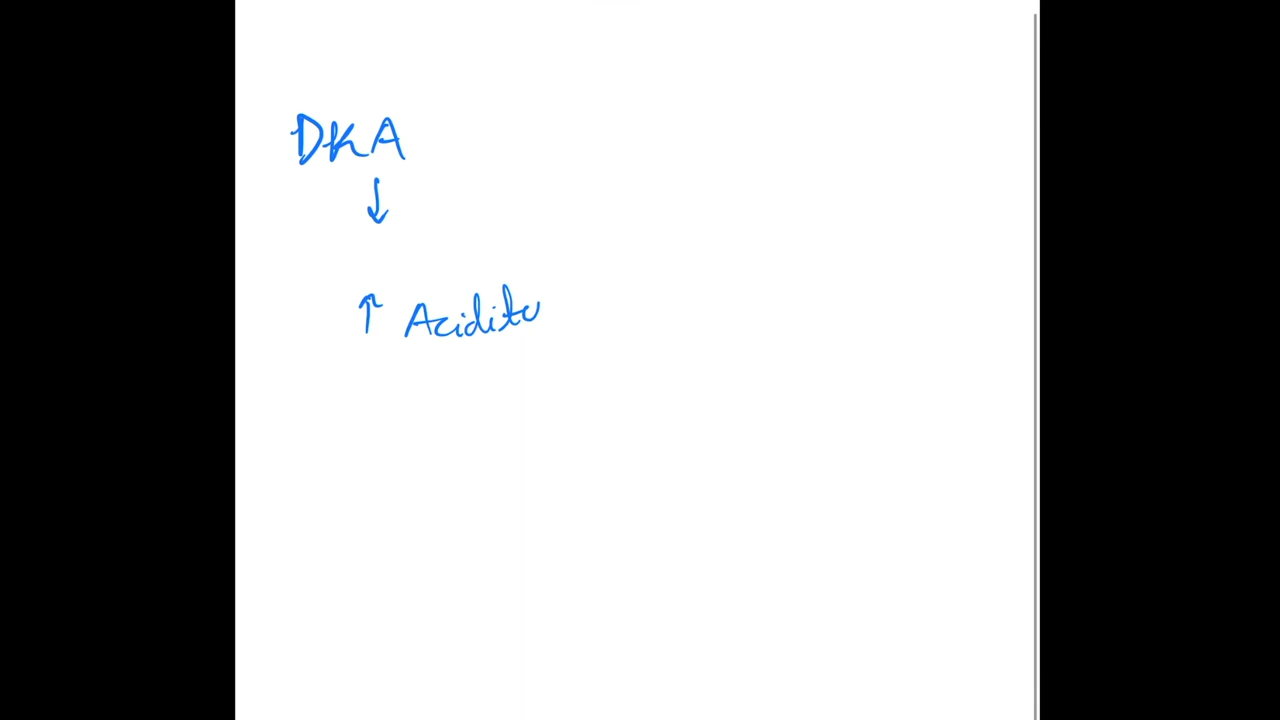 DKA
↓
↑ Acidity